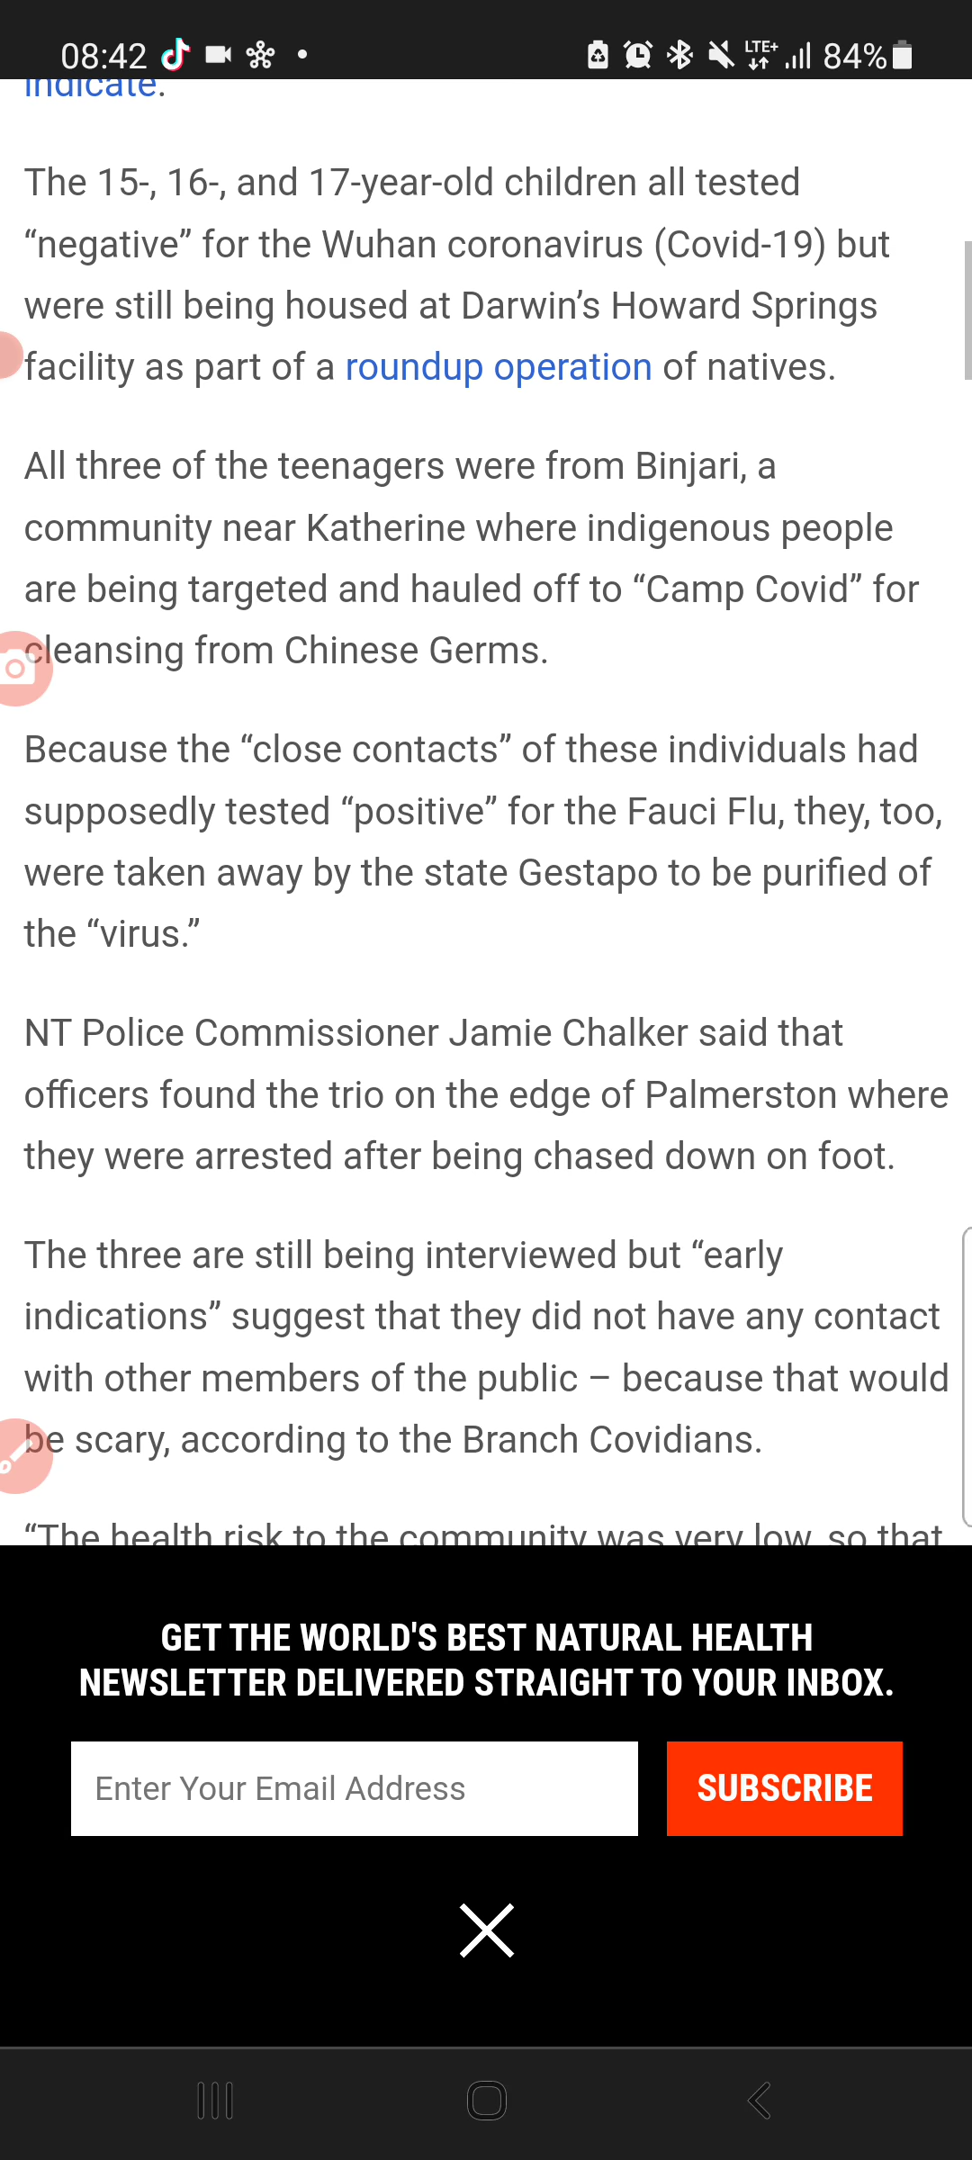 08:42
LTE+
84%
indicate.
The 15-, 16-, and 17-year-old children all tested
“negative” for the Wuhan coronavirus (Covid-19) but
were still being housed at Darwin’s Howard Springs
facility as part of a roundup operation of natives.
All three of the teenagers were from Binjari, a
community near Katherine where indigenous people
are being targeted and hauled off to “Camp Covid” for
cleansing from Chinese Germs.
Because the “close contacts” of these individuals had
supposedly tested “positive” for the Fauci Flu, they, too,
were taken away by the state Gestapo to be purified of
the “virus.”
NT Police Commissioner Jamie Chalker said that
officers found the trio on the edge of Palmerston where
they were arrested after being chased down on foot.
The three are still being interviewed but “early
indications” suggest that they did not have any contact
with other members of the public – because that would
be scary, according to the Branch Covidians.
“The health risk to the community was very low, so that
GET THE WORLD'S BEST NATURAL HEALTH
NEWSLETTER DELIVERED STRAIGHT TO YOUR INBOX.
Enter Your Email Address
SUBSCRIBE